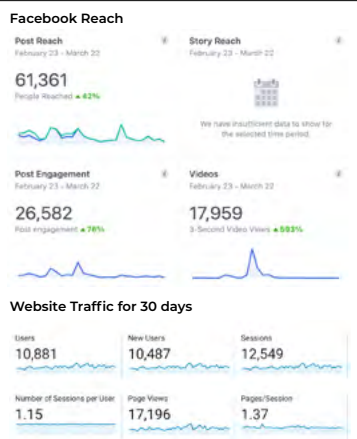 Facebook Reach
Post Reach
February 23 - March 22
61,361
People Reached ▲ 42%
Story Reach
February 23 - March 22
We have insufficient data to show for
the selected time period.
Post Engagement
February 23 - March 22
26,582
Post engagement ▲ 78%
Videos
February 23 - March 22
17,959
3-Second Video Views ▲ 593%
Website Traffic for 30 days
Users
10,881
New Users
10,487
Sessions
12,549
Number of Sessions per User
1.15
Page Views
17,196
Pages/Session
1.37